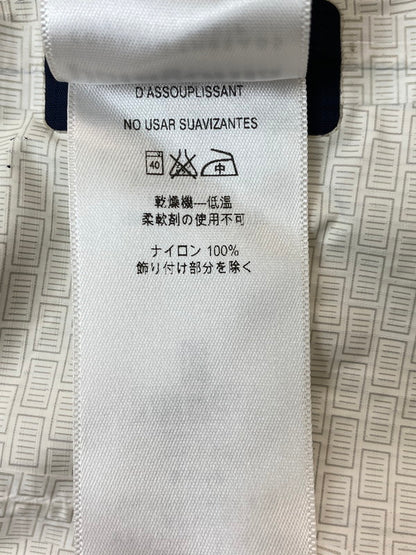 D'ASSOUPLISSANT
NO USAR SUAVIZANTES
40 中
乾燥機—低温
柔軟剤の使用不可
ナイロン 100%
飾り付け部分を除く